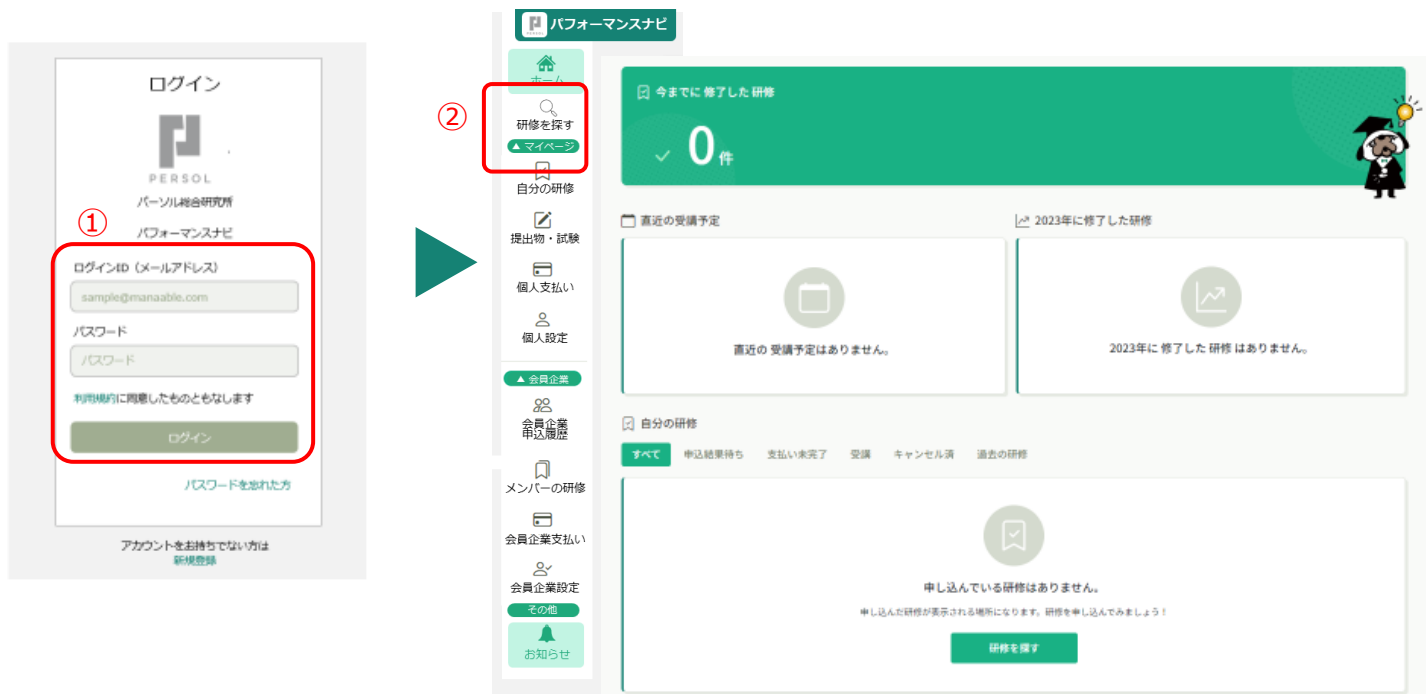 ログイン
PERSOL
パーソル総合研究所
パフォーマンスナビ
①
ログインID（メールアドレス）
sample@manaable.com
パスワード
パスワード
利用規約に同意したものともなします
ログイン
パスワードを忘れた方
アカウントをお持ちでない方は
新規登録
PERSOL
パフォーマンスナビ
ホーム
②
研修を探す
▲ マイページ
自分の研修
提出物・試験
個人支払い
個人設定
▲ 会員企業
会員企業
申込履歴
メンバーの研修
会員企業支払い
会員企業設定
その他
お知らせ
今までに 修了した 研修
0 件
直近の受講予定
直近の 受講予定はありません。
2023年に修了した研修
2023年に 修了した 研修 はありません。
自分の研修
すべて 申込結果待ち 支払い未完了 受講 キャンセル済 過去の研修
申し込んでいる研修はありません。
申し込んだ研修が表示される場所になります。研修を申し込んでみましょう！
研修を探す